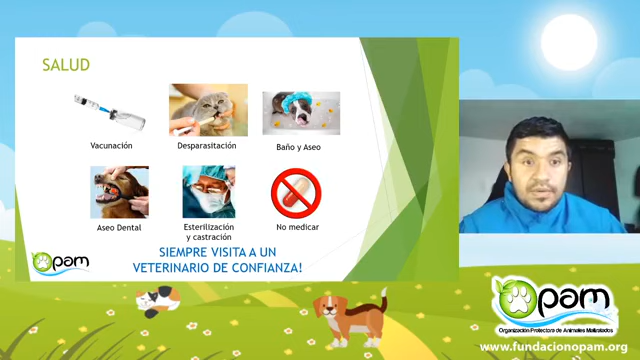 SALUD
Vacunación
Desparasitación
Baño y Aseo
Aseo Dental
Esterilización
y castración
No medicar
SIEMPRE VISITA A UN
VETERINARIO DE CONFIANZA!
Opam
Opam
Organización Protectora de Animales Maltratados
www.fundacionopam.org
Opam